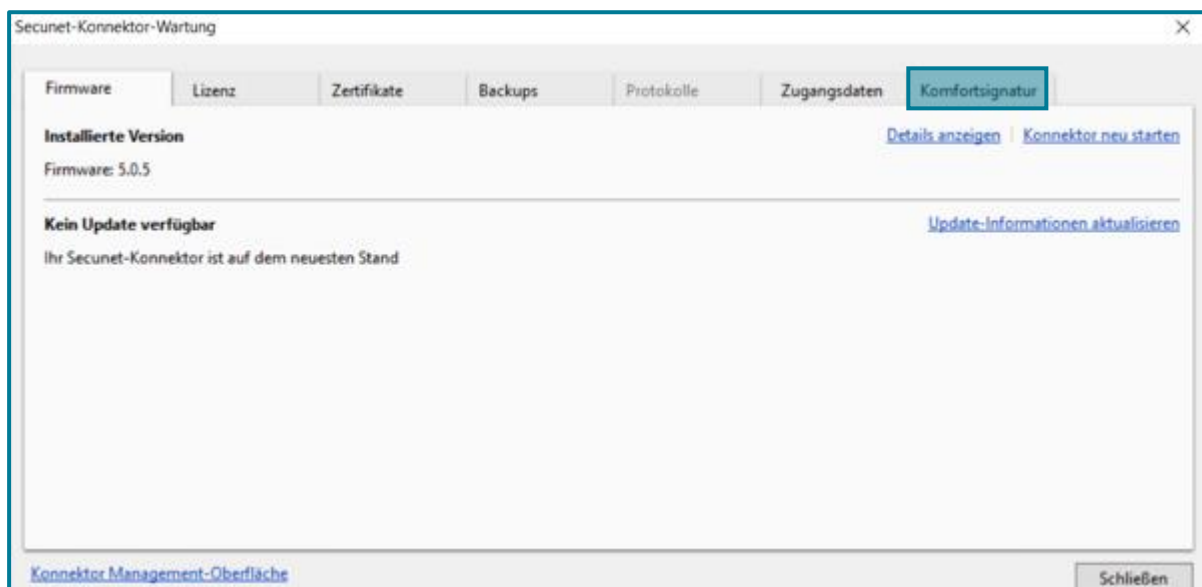 Secunet-Konnektor-Wartung
Firmware Lizenz Zertifikate Backups Protokolle Zugangsdaten Komfortsignatur
Installierte Version Details anzeigen Konnektor neu starten
Firmware: 5.0.5
Kein Update verfügbar Update-Informationen aktualisieren
Ihr Secunet-Konnektor ist auf dem neuesten Stand
Konnektor Management-Oberfläche Schließen